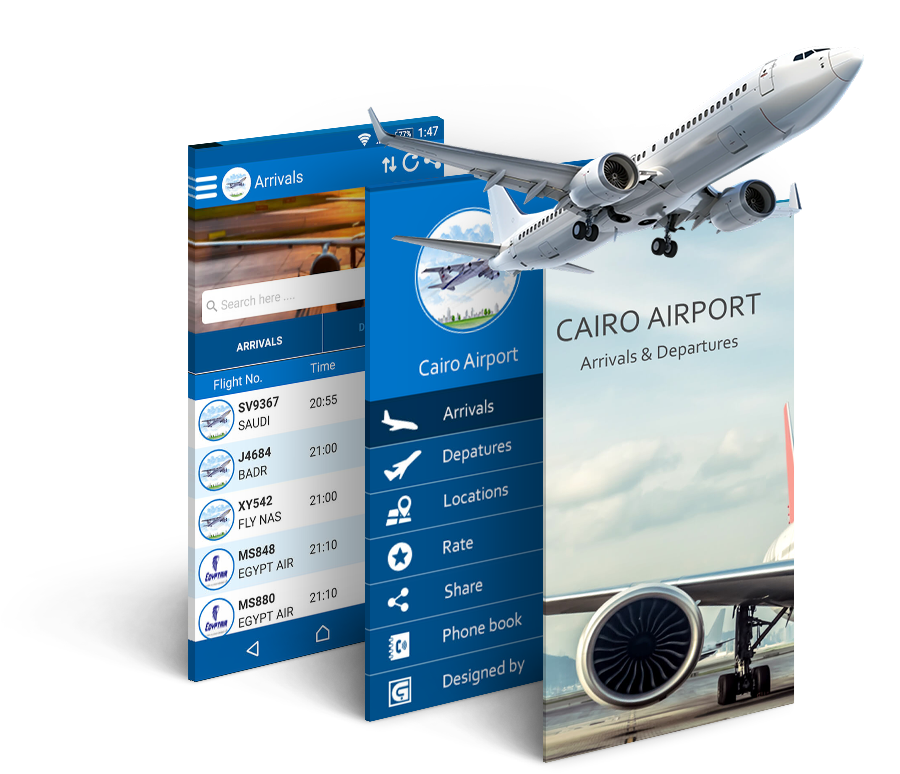 77% 1:47
Arrivals
Search here ....
ARRIVALS
D
Flight No. Time
SV9367 20:55
SAUDI
J4684 21:00
BADR
XY542 21:00
FLY NAS
MS848 21:10
EGYPT AIR
EGYPTAIR
MS880 21:10
EGYPT AIR
EGYPTAIR
Cairo Airport
Arrivals
Depatures
Locations
Rate
Share
Phone book
Designed by
CAIRO AIRPORT
Arrivals & Departures